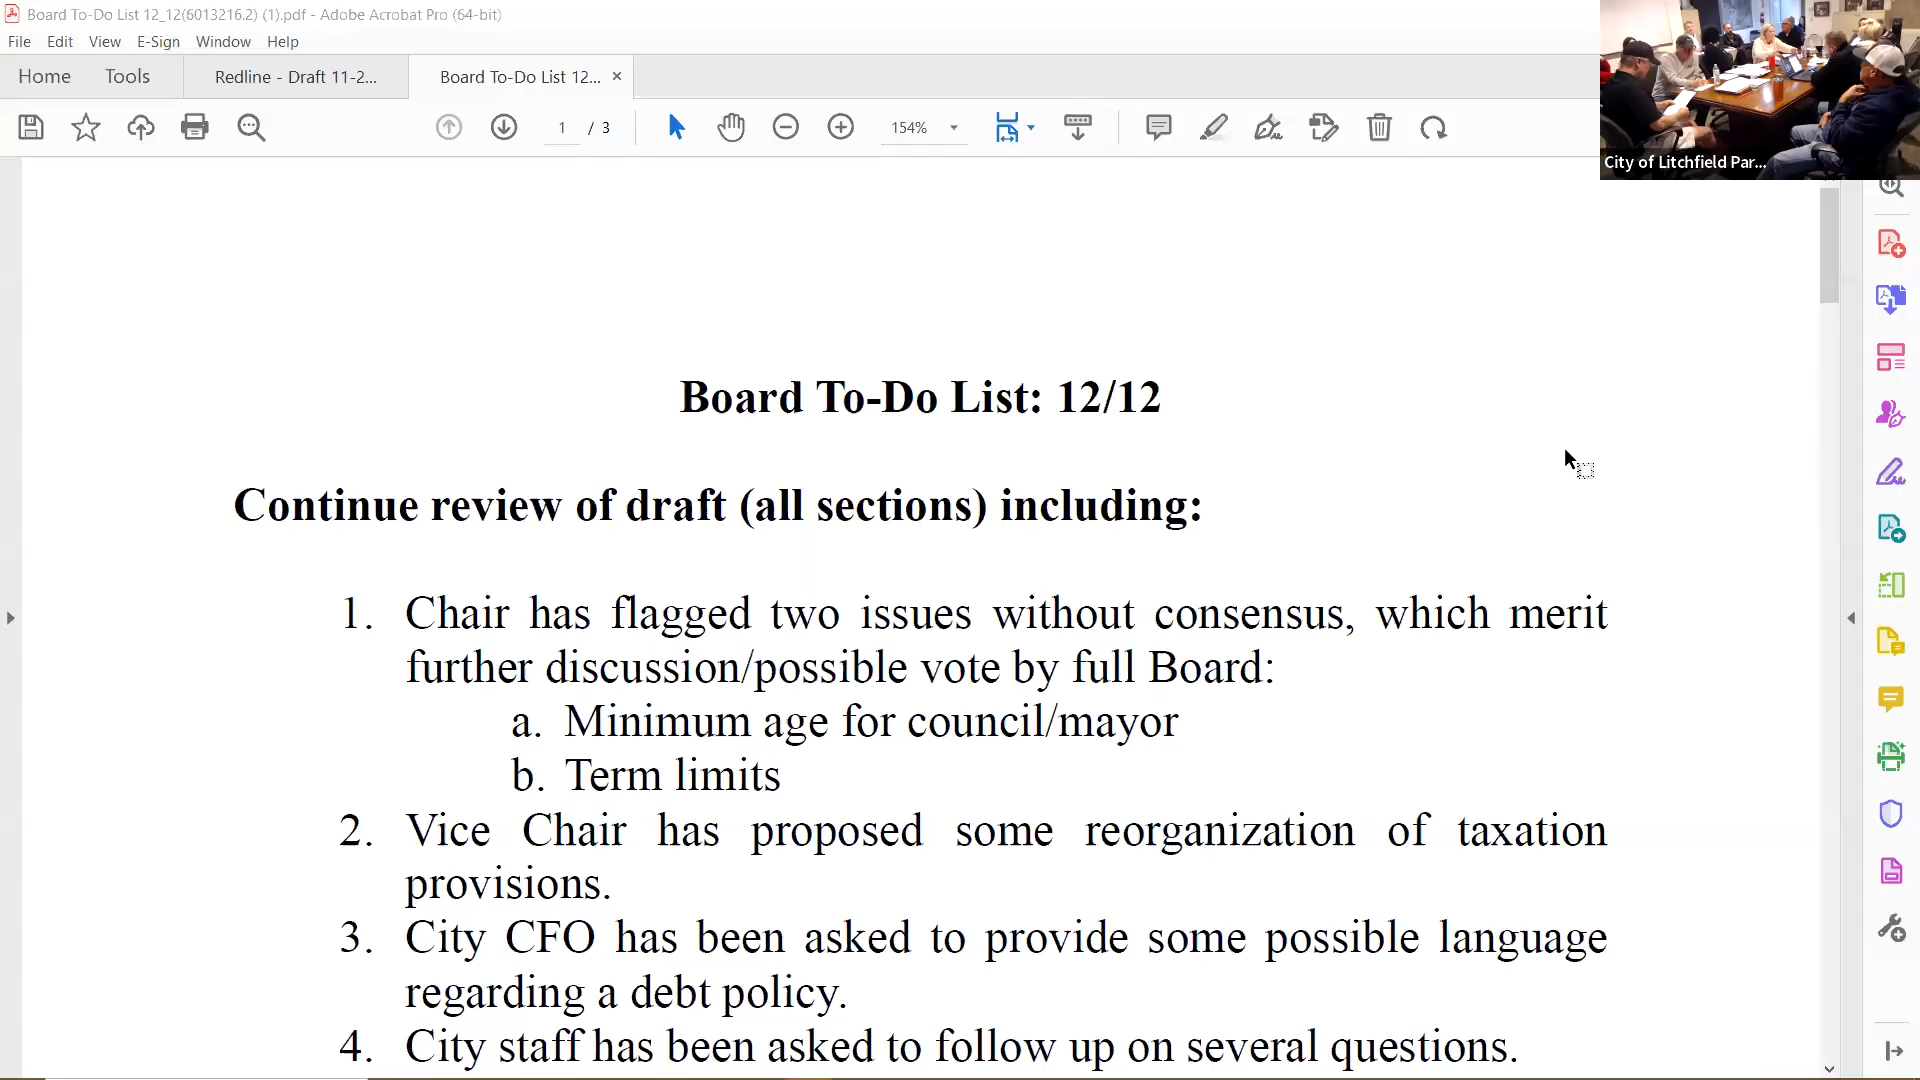 Board To-Do List 12_12(6013216.2) (1).pdf - Adobe Acrobat Pro (64-bit)
File Edit View E-Sign Window Help
Home Tools Redline - Draft 11-2... Board To-Do List 12... ×
1 / 3 154%
City of Litchfield Par...
Board To-Do List: 12/12
Continue review of draft (all sections) including:
1. Chair has flagged two issues without consensus, which merit
further discussion/possible vote by full Board:
a. Minimum age for council/mayor
b. Term limits
2. Vice Chair has proposed some reorganization of taxation
provisions.
3. City CFO has been asked to provide some possible language
regarding a debt policy.
4. City staff has been asked to follow up on several questions.